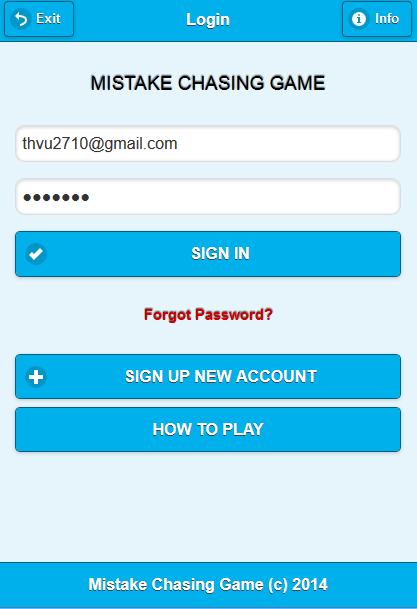 Exit
Login
Info
MISTAKE CHASING GAME
thvu2710@gmail.com
●●●●●●●
SIGN IN
Forgot Password?
SIGN UP NEW ACCOUNT
HOW TO PLAY
Mistake Chasing Game (c) 2014